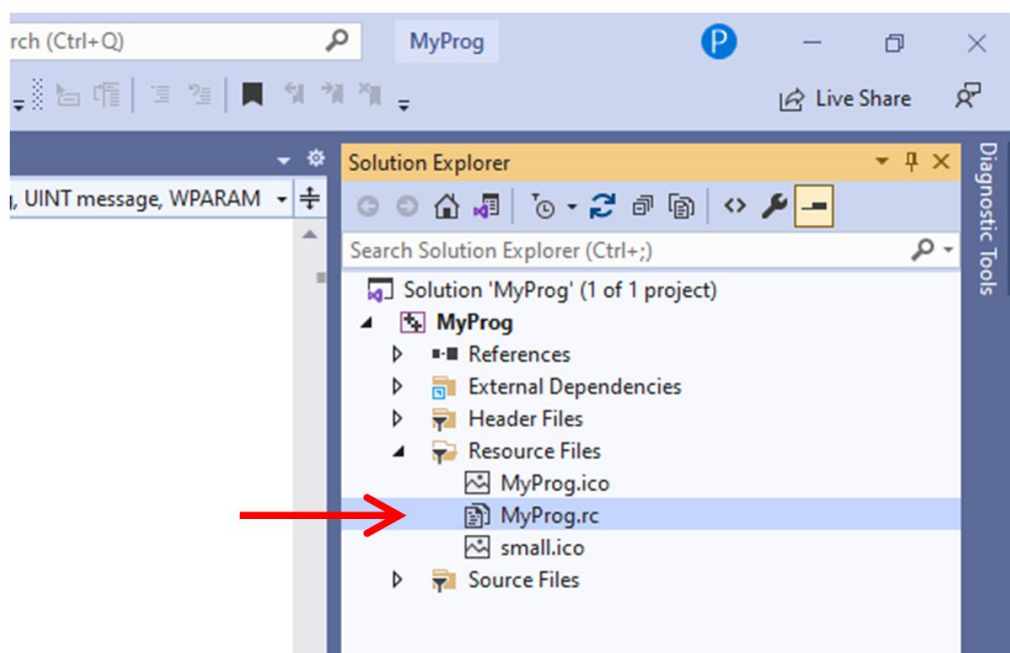 rch (Ctrl+Q)
MyProg
P
Live Share
Solution Explorer
, UINT message, WPARAM
Search Solution Explorer (Ctrl+;)
Solution 'MyProg' (1 of 1 project)
MyProg
References
External Dependencies
Header Files
Resource Files
MyProg.ico
MyProg.rc
small.ico
Source Files
Diagnostic Tools